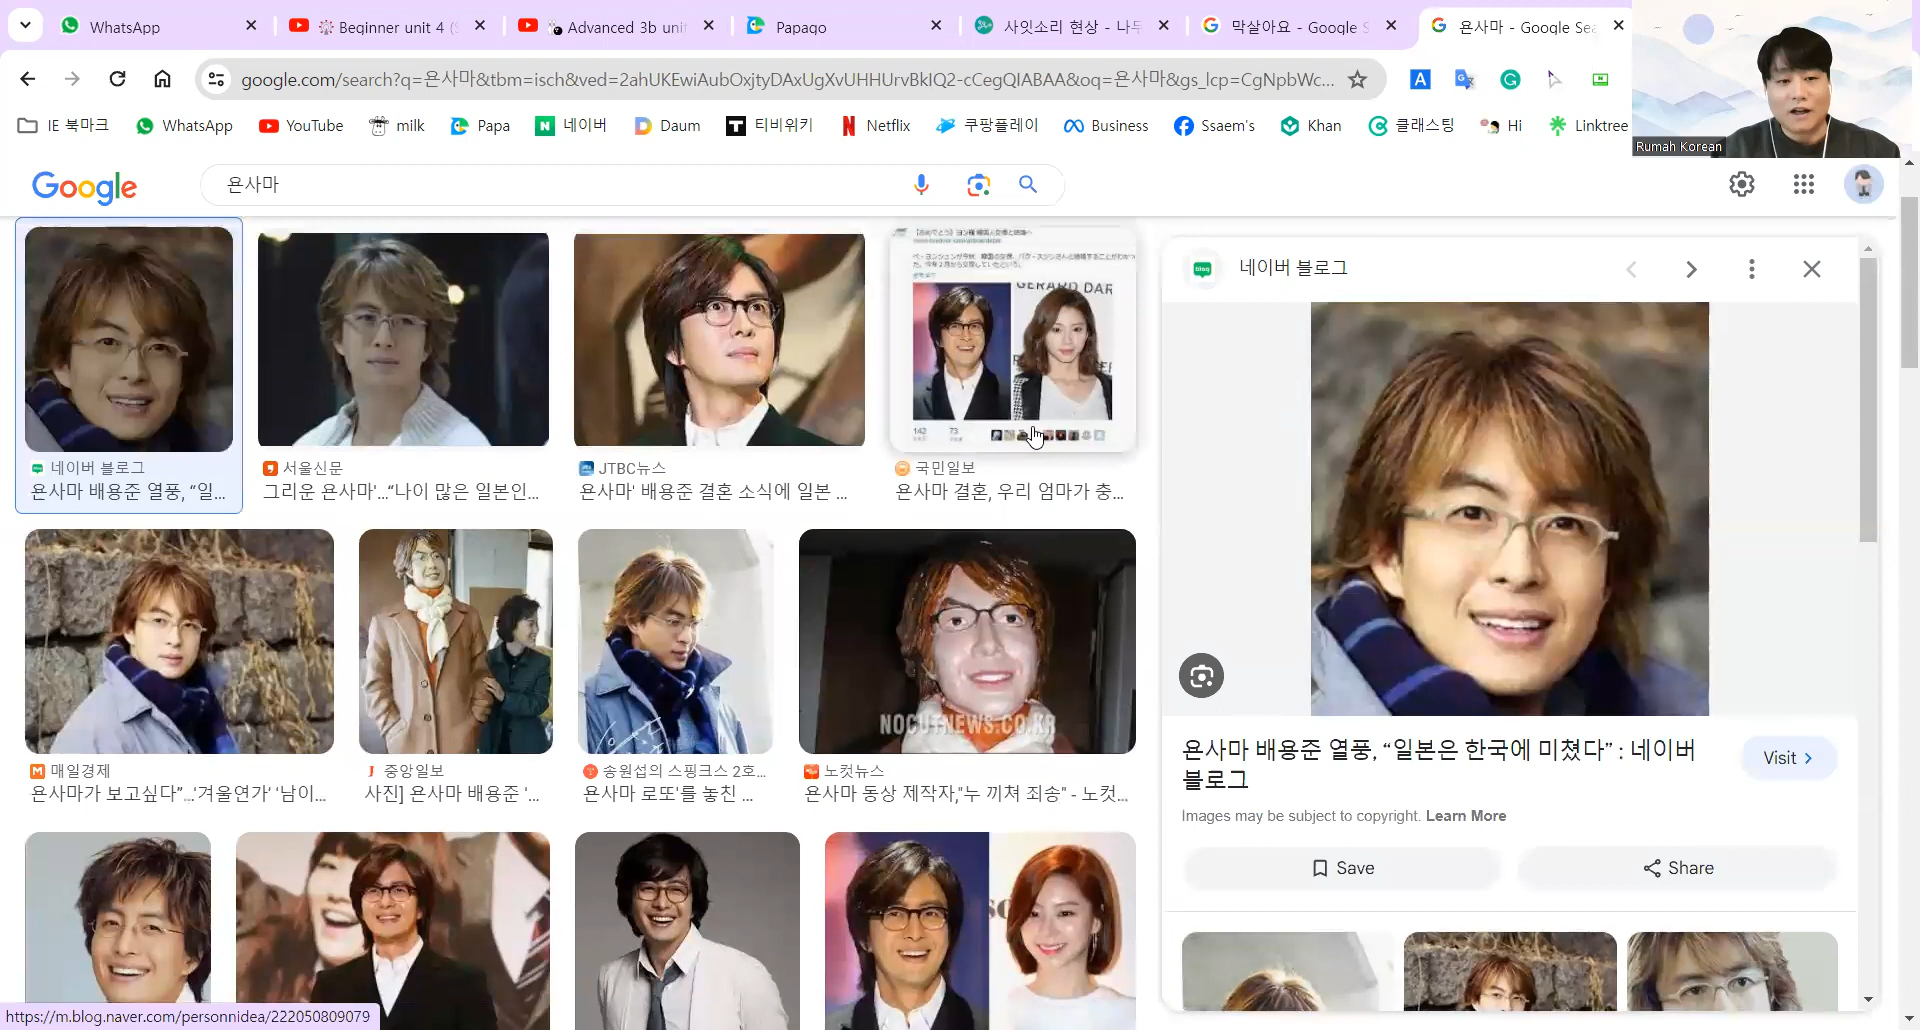 WhatsApp
Beginner unit 4 (S
Advanced 3b unit
Papago
사잇소리 현상 - 나무
막살아요 - Google S
욘사마 - Google Sea
google.com/search?q=욘사마&tbm=isch&ved=2ahUKEwiAubOxjtyDAxUgXvUHHUrvBkIQ2-cCegQIABAA&oq=욘사마&gs_lcp=CgNpbWc...
IE 북마크
WhatsApp
YouTube
milk
Papa
네이버
Daum
티비위키
Netflix
쿠팡플레이
Business
Ssaem's
Khan
클래스팅
Hi
Linktree
Rumah Korean
Google
욘사마
GERARD DAR
142
73
네이버 블로그
욘사마 배용준 열풍, “일...
서울신문
그리운 욘사마'...“나이 많은 일본인...
JTBC뉴스
욘사마' 배용준 결혼 소식에 일본 ...
국민일보
욘사마 결혼, 우리 엄마가 충...
NOCUTNEWS.CO.KR
매일경제
욘사마가 보고싶다”...'겨울연가' '남이...
중앙일보
사진] 욘사마 배용준 '...
송원섭의 스핑크스 2호...
욘사마 로또'를 놓친 ...
노컷뉴스
욘사마 동상 제작자,"누 끼쳐 죄송" - 노컷...
네이버 블로그
욘사마 배용준 열풍, “일본은 한국에 미쳤다” : 네이버
블로그
Visit
Images may be subject to copyright. Learn More
Save
Share
https://m.blog.naver.com/personnidea/222050809079